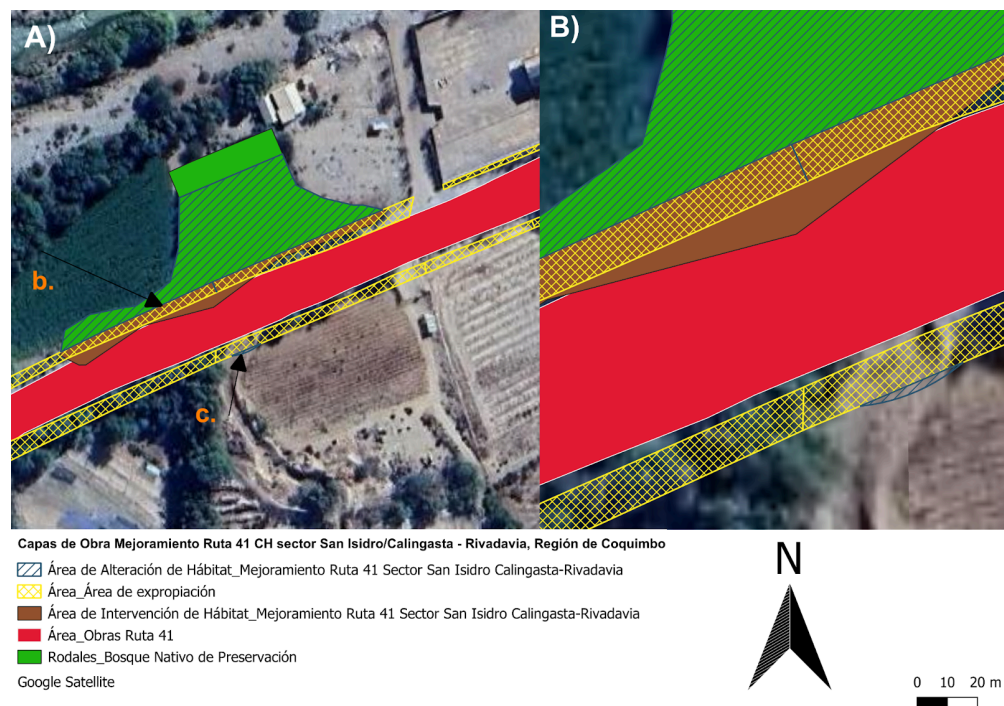 A)
B)
b.
c.
Capas de Obra Mejoramiento Ruta 41 CH sector San Isidro/Calingasta - Rivadavia, Región de Coquimbo
Área de Alteración de Hábitat_Mejoramiento Ruta 41 Sector San Isidro Calingasta-Rivadavia
Área_Área de expropiación
Área de Intervención de Hábitat_Mejoramiento Ruta 41 Sector San Isidro Calingasta-Rivadavia
Área_Obras Ruta 41
Rodales_Bosque Nativo de Preservación
Google Satellite
N
0 10 20 m